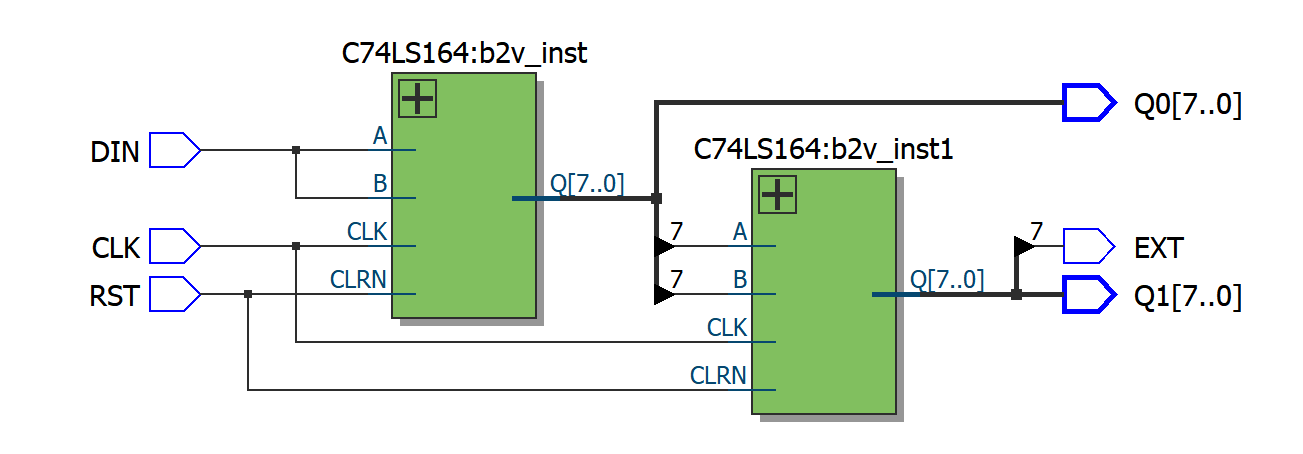 C74LS164:b2v_inst
DIN
CLK
RST
A
B
CLK
CLRN
Q[7..0]
C74LS164:b2v_inst1
7
7
A
B
CLK
CLRN
Q[7..0]
7
Q0[7..0]
EXT
Q1[7..0]